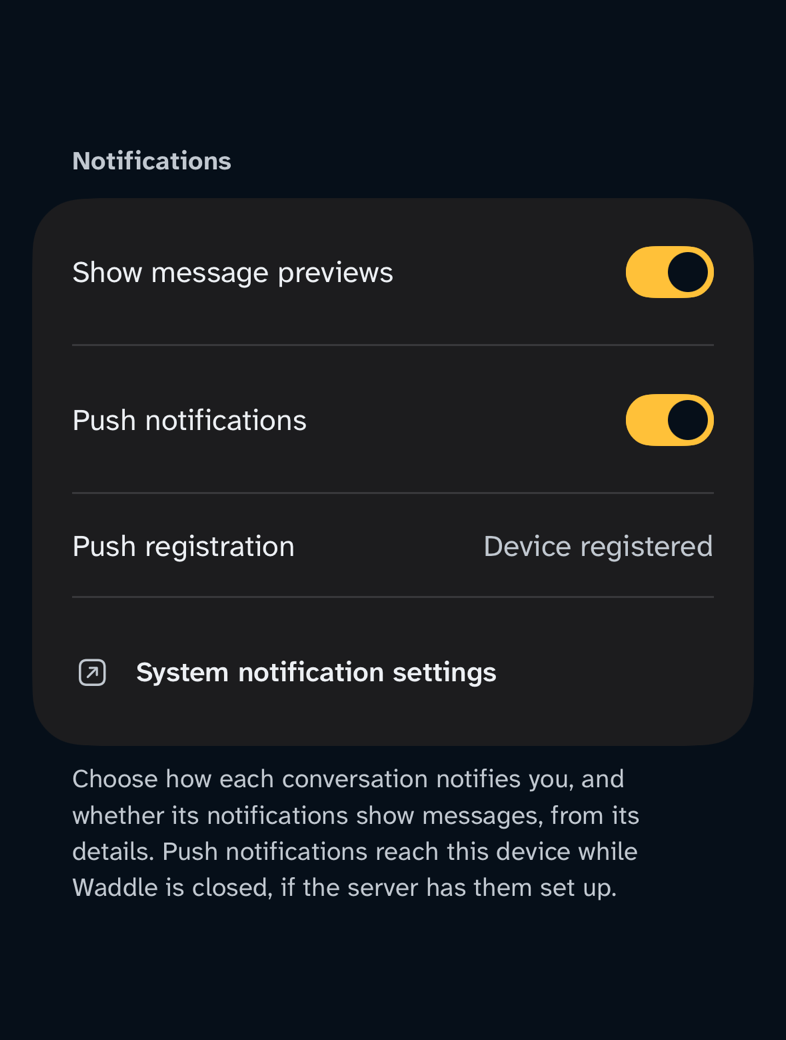 Notifications
Show message previews
Push notifications
Push registration Device registered
System notification settings
Choose how each conversation notifies you, and
whether its notifications show messages, from its
details. Push notifications reach this device while
Waddle is closed, if the server has them set up.